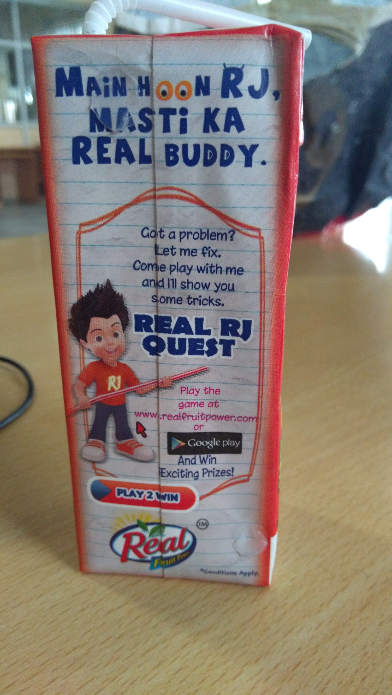 MAIN HOON RJ,
MASTI KA
REAL BUDDY.
Got a problem?
Let me fix.
Come play with me
and I'll show you
some tricks.
REAL RJ
QUEST
RJ
Play the
game at
www.realfruitpower.com
or
Google play
And Win
Exciting Prizes!
PLAY 2 WIN
Real
Fruit Power
*Conditions Apply